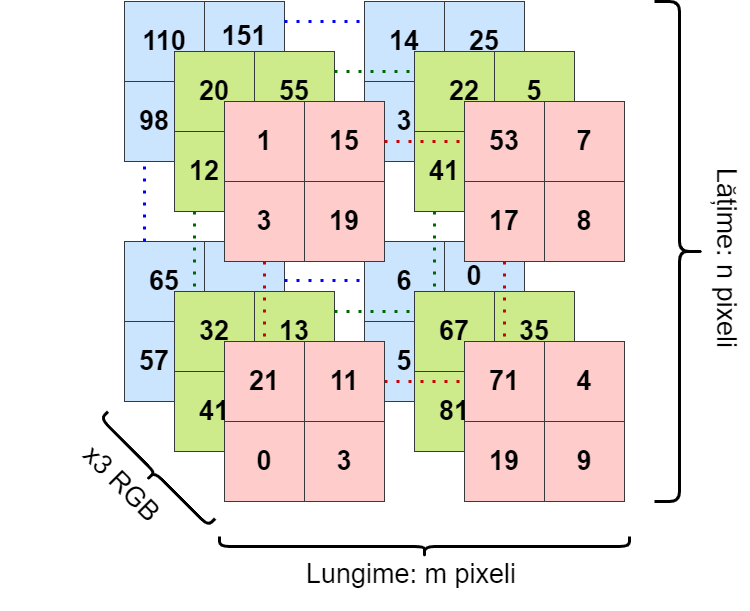 110 151 14 25
20 55 22 5
98 3
1 15 53 7
12 41
3 19 17 8
65 6 0
32 13 67 35
57 5
21 11 71 4
41 81
0 3 19 9
x3 RGB
Lungime: m pixeli
Lățime: n pixeli